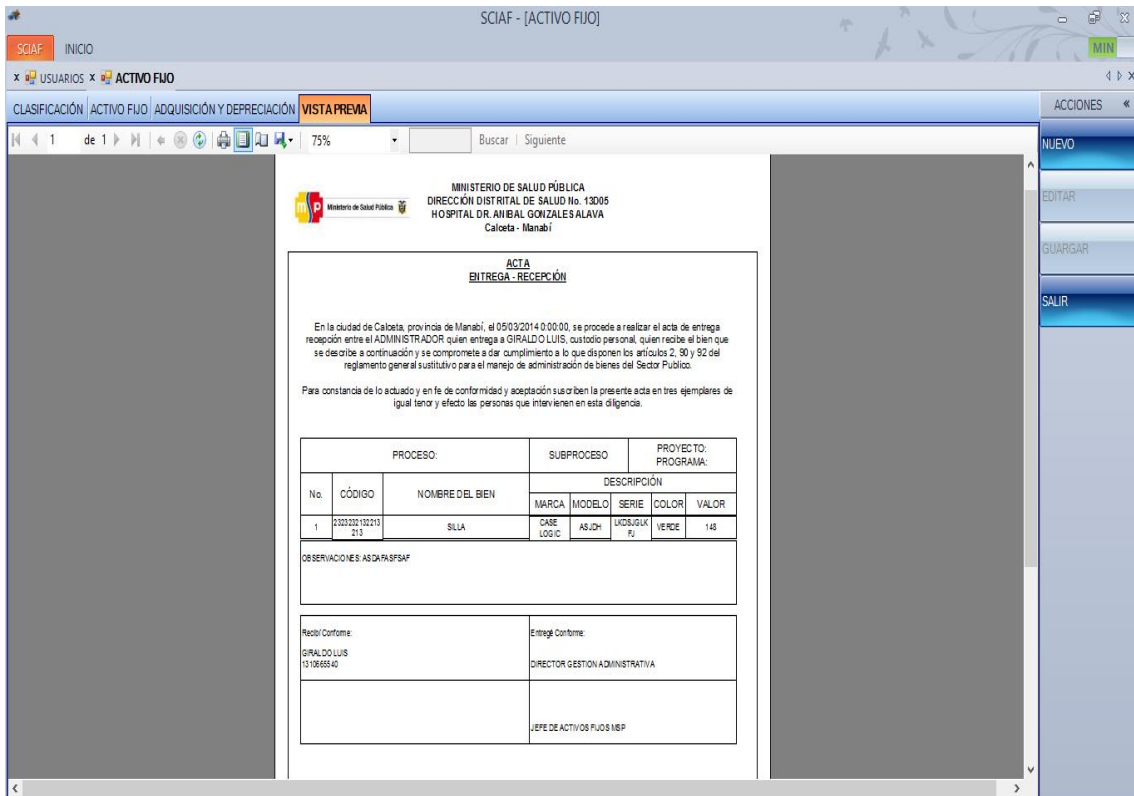 SCIAF - [ACTIVO FIJO]
SCIAF INICIO
MIN
x USUARIOS x ACTIVO FIJO
CLASIFICACIÓN ACTIVO FIJO ADQUISICIÓN Y DEPRECIACIÓN VISTA PREVIA
ACCIONES «
1 de 1 75% Buscar | Siguiente
NUEVO
EDITAR
GUARGAR
SALIR
Ministerio de Salud Pública
MINISTERIO DE SALUD PÚBLICA
DIRECCIÓN DISTRITAL DE SALUD No. 13D05
HOSPITAL DR. ANIBAL GONZALES ALAVA
Calceta - Manabí
ACTA
ENTREGA - RECEPCIÓN
En la ciudad de Calceta, provincia de Manabí, el 05/03/2014 0:00:00, se procede a realizar el acta de entrega
recepción entre el ADMINISTRADOR quien entrega a GIRALDO LUIS, custodio personal, quien recibe el bien que
se describe a continuación y se compromete a dar cumplimiento a lo que disponen los artículos 2, 90 y 92 del
reglamento general sustitutivo para el manejo de administración de bienes del Sector Publico.
Para constancia de lo actuado y en fe de conformidad y aceptación suscriben la presente acta en tres ejemplares de
igual tenor y efecto las personas que intervienen en esta diligencia.
PROCESO: SUBPROCESO PROYECTO:
PROGRAMA:
No. CÓDIGO NOMBRE DEL BIEN DESCRIPCIÓN
MARCA MODELO SERIE COLOR VALOR
1 2323232132213 SILLA CASE ASJDH LKDSJGLK VERDE 148
213 LOGIC FJ
OBSERVACIONES: ASDAFASFSAF
Recibí Conforme: Entregé Conforme:
GIRALDO LUIS
1310665540 DIRECTOR GESTION ADMINISTRATIVA
JEFE DE ACTIVOS FIJOS MSP